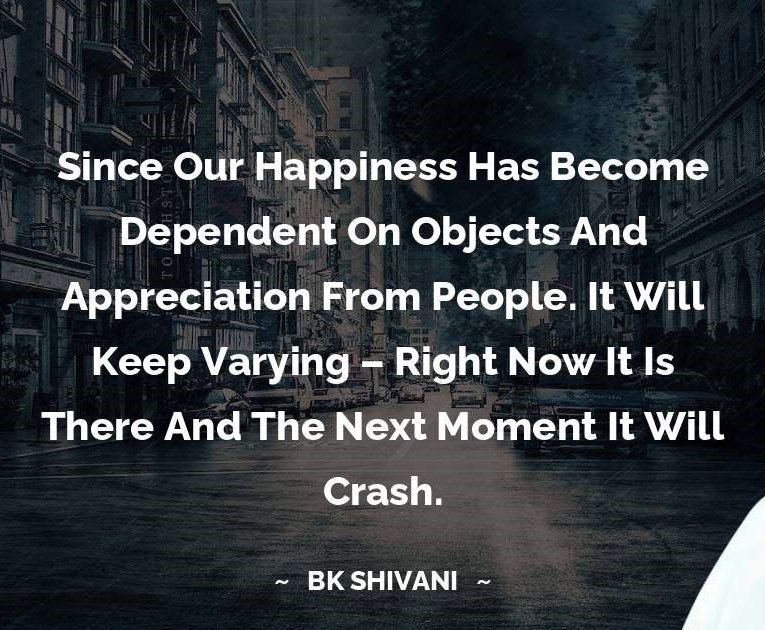 Since Our Happiness Has Become
Dependent On Objects And
Appreciation From People. It Will
Keep Varying – Right Now It Is
There And The Next Moment It Will
Crash.
~ BK SHIVANI ~